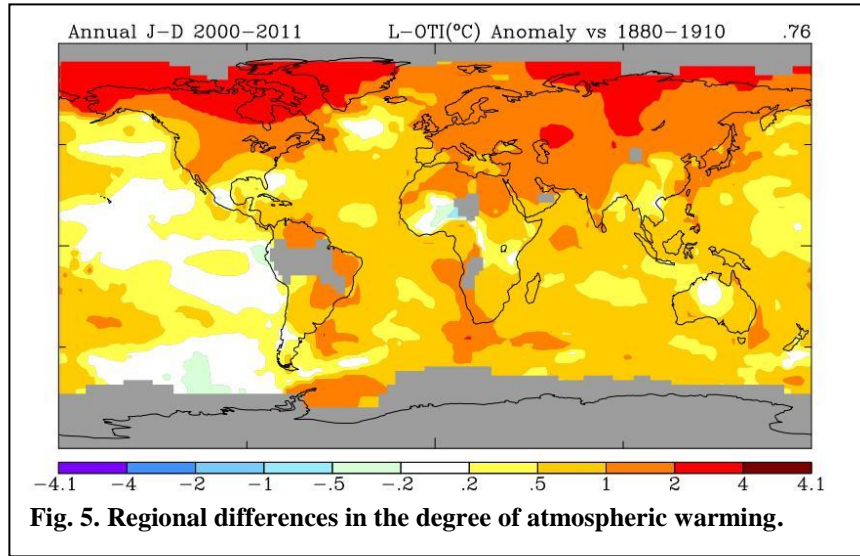 Annual J-D 2000-2011 L-OTI(°C) Anomaly vs 1880-1910 .76
-4.1 -4 -2 -1 -.5 -.2 .2 .5 1 2 4 4.1
Fig. 5. Regional differences in the degree of atmospheric warming.